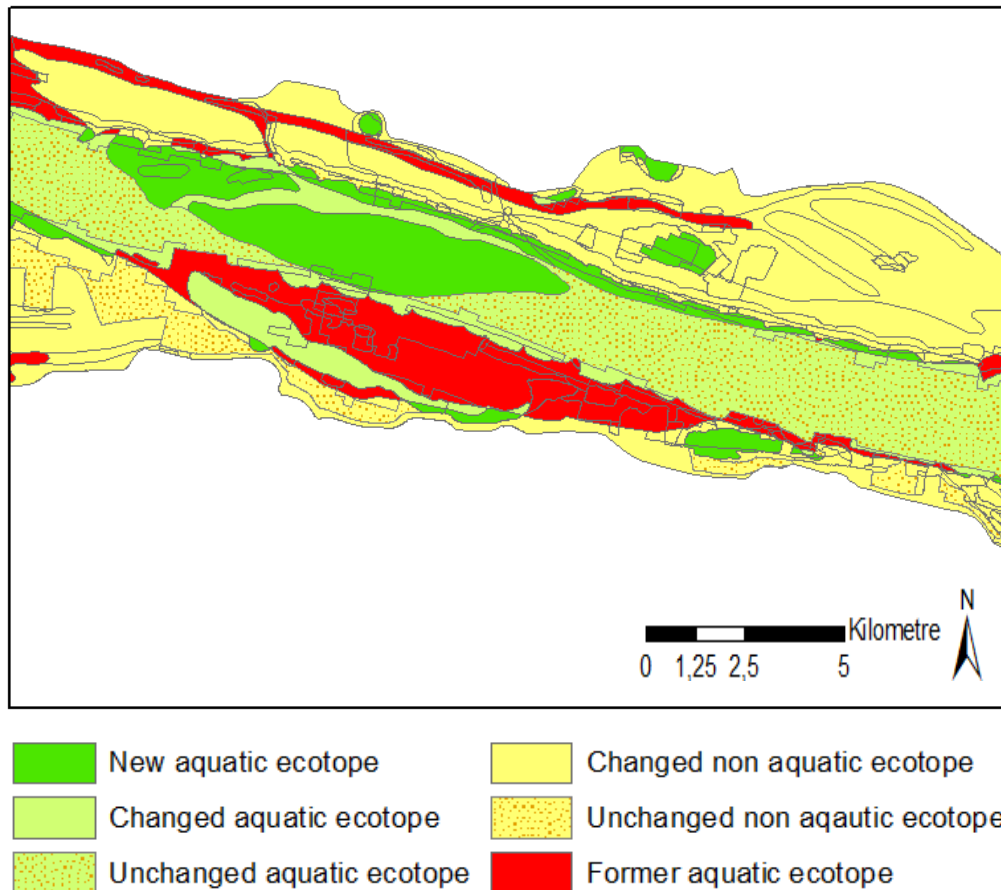 N
Kilometre
0 1,25 2,5 5
New aquatic ecotope
Changed aquatic ecotope
Unchanged aquatic ecotope
Changed non aquatic ecotope
Unchanged non aqautic ecotope
Former aquatic ecotope